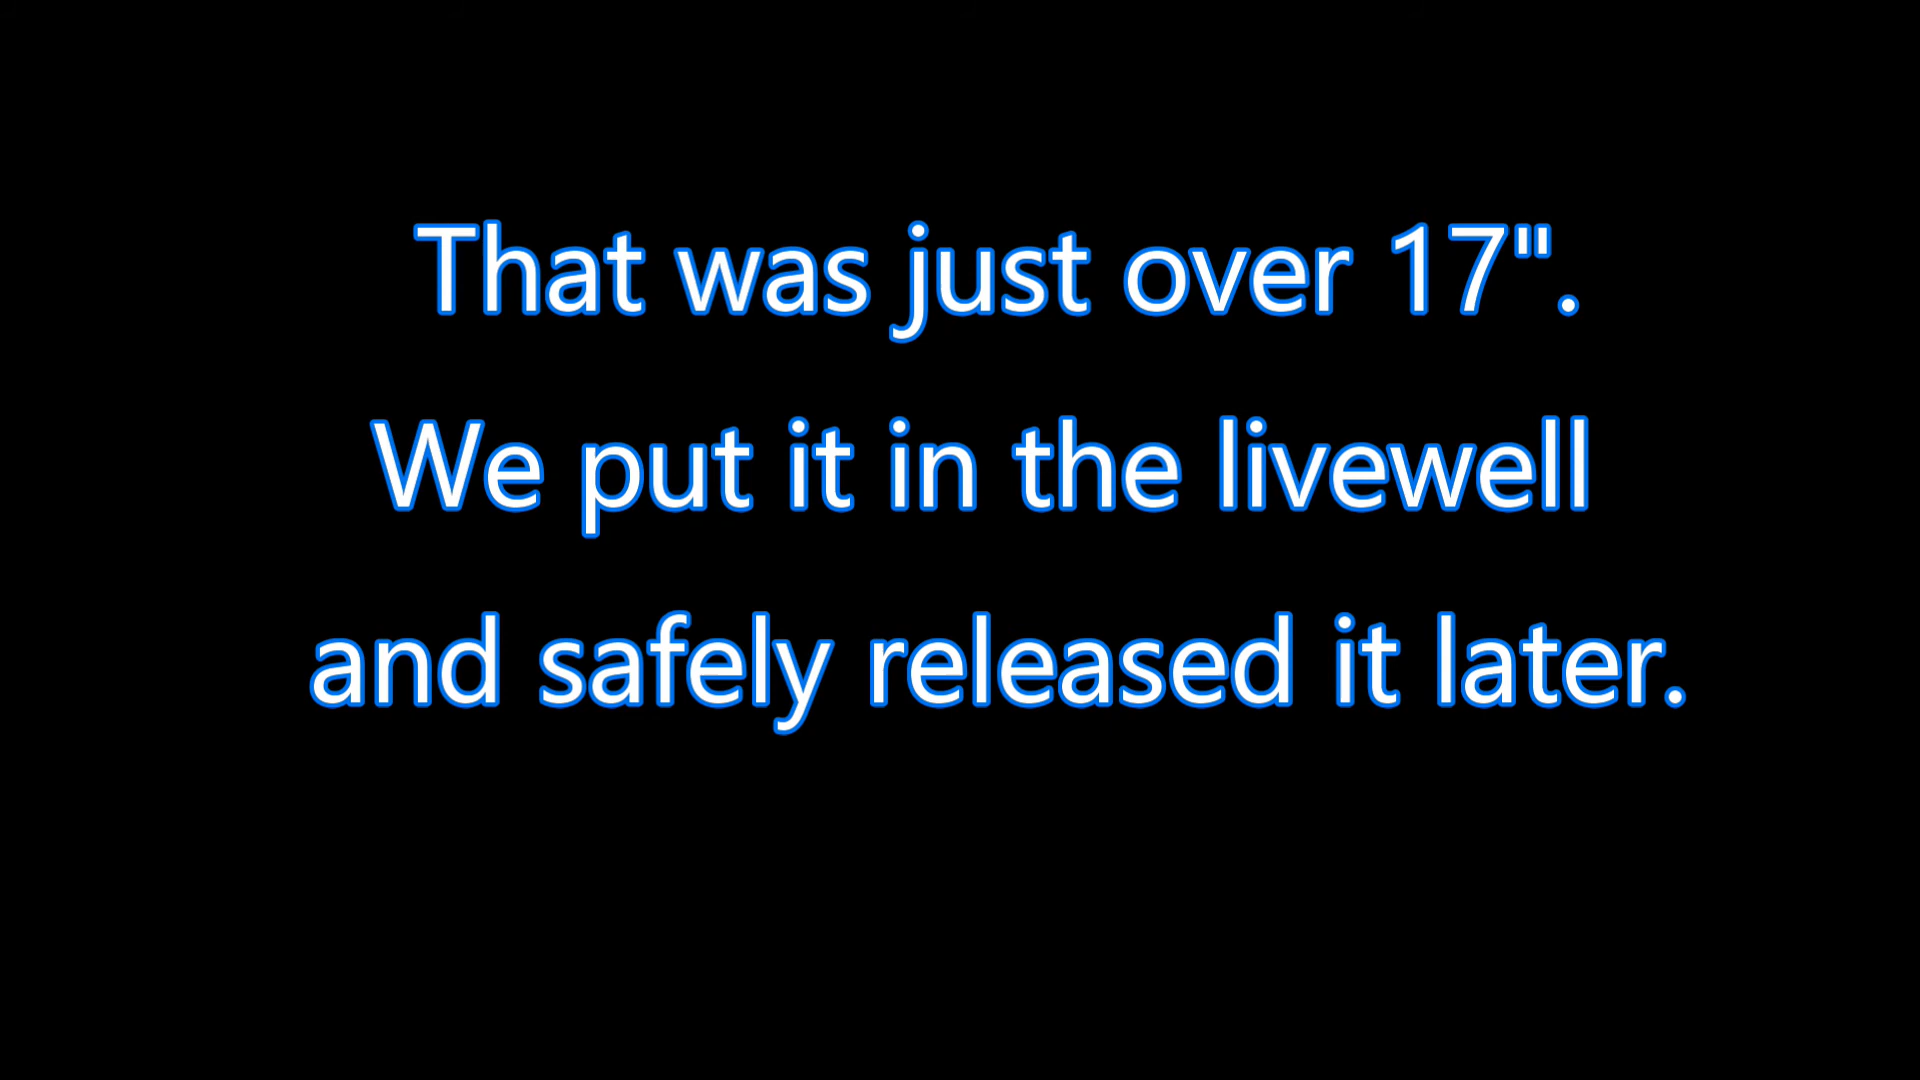 That was just over 17".
We put it in the livewell
and safely released it later.